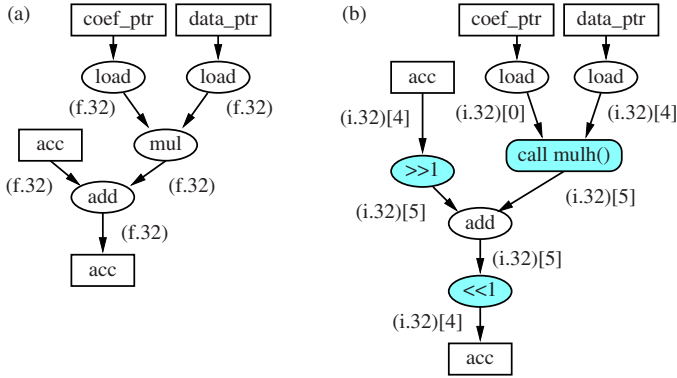 (a)
coef_ptr
data_ptr
load
load
(f.32)
(f.32)
acc
mul
(f.32)
(f.32)
add
(f.32)
acc
(b)
coef_ptr
data_ptr
acc
load
load
(i.32)[4]
(i.32)[0]
(i.32)[4]
call mulh()
>>1
(i.32)[5]
(i.32)[5]
add
(i.32)[5]
<<1
(i.32)[4]
acc